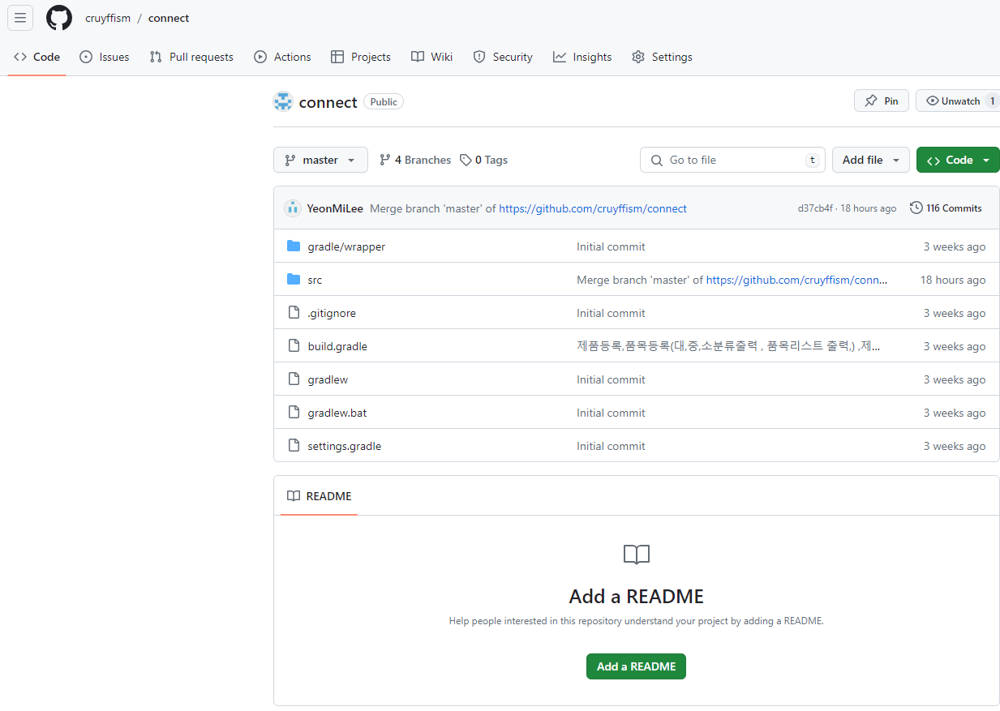 cruyffism / connect
Code Issues Pull requests Actions Projects Wiki Security Insights Settings
connect Public Pin Unwatch 1
master 4 Branches 0 Tags Go to file t Add file Code
YeonMiLee Merge branch 'master' of https://github.com/cruyffism/connect d37cb4f · 18 hours ago 116 Commits
gradle/wrapper Initial commit 3 weeks ago
src Merge branch 'master' of https://github.com/cruyffism/conn... 18 hours ago
.gitignore Initial commit 3 weeks ago
build.gradle 제품등록,품목등록(대,중,소분류출력 , 품목리스트 출력,) ,제... 3 weeks ago
gradlew Initial commit 3 weeks ago
gradlew.bat Initial commit 3 weeks ago
settings.gradle Initial commit 3 weeks ago
README
Add a README
Help people interested in this repository understand your project by adding a README.
Add a README